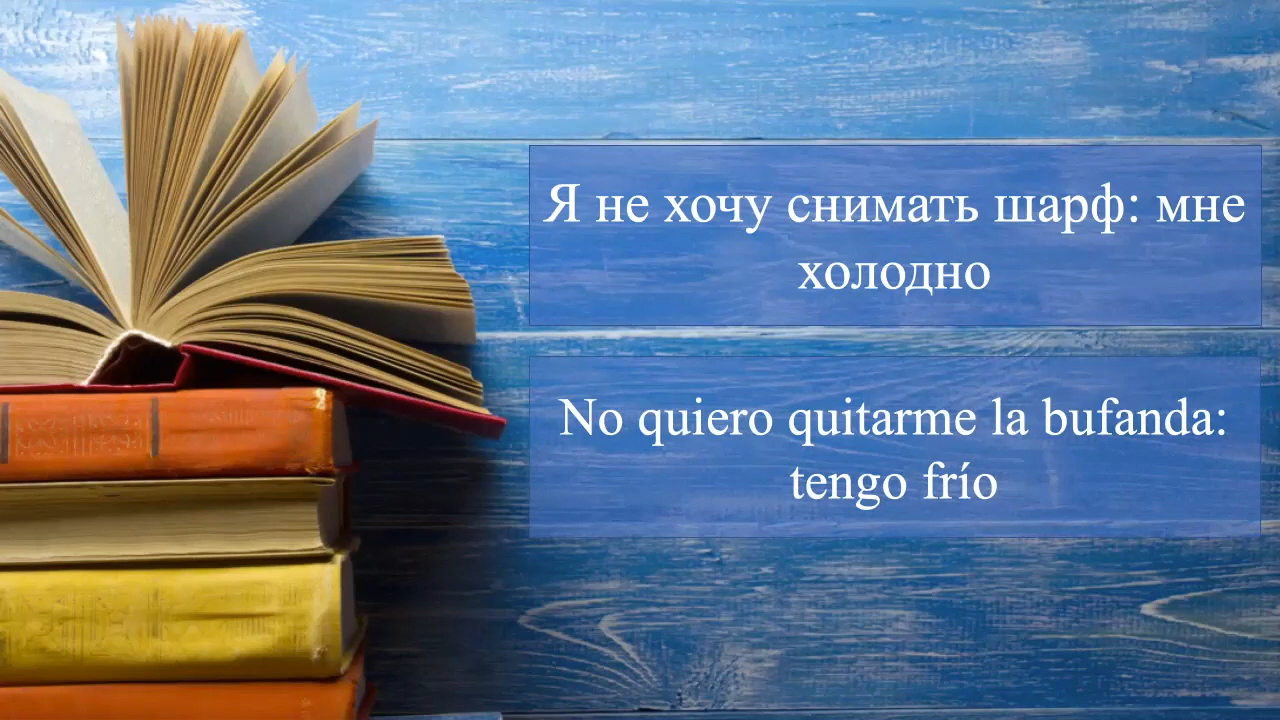 Я не хочу снимать шарф: мне
холодно
No quiero quitarme la bufanda:
tengo frío